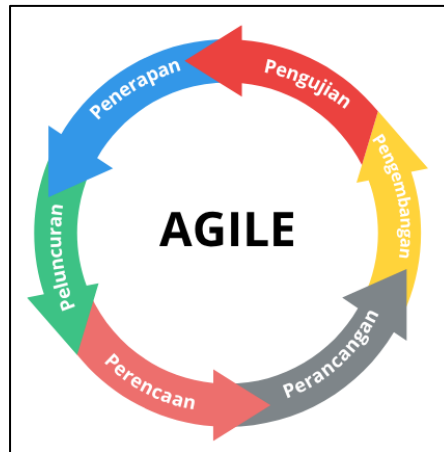 Penerapan
Pengujian
Peluncuran
AGILE
Pengembangan
Perencaan
Perancangan